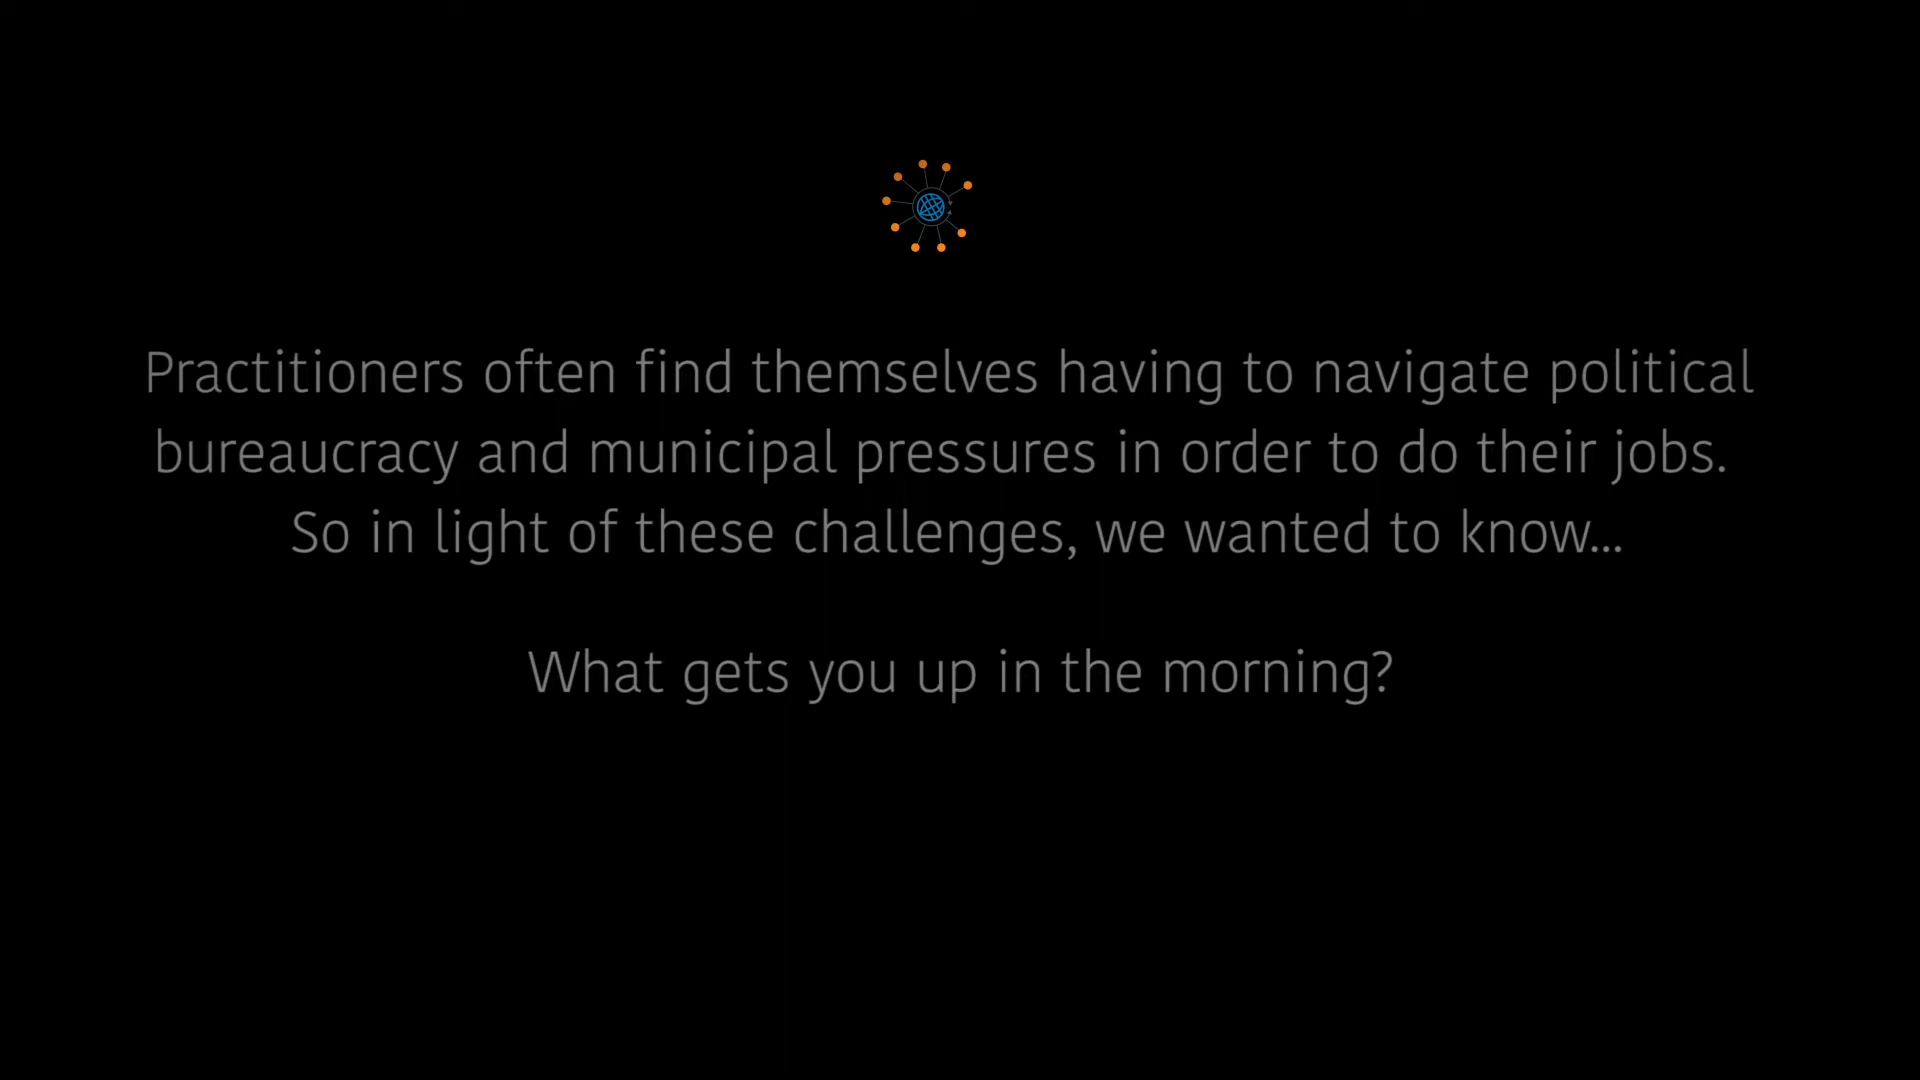 Practitioners often find themselves having to navigate political
bureaucracy and municipal pressures in order to do their jobs.
So in light of these challenges, we wanted to know...
What gets you up in the morning?